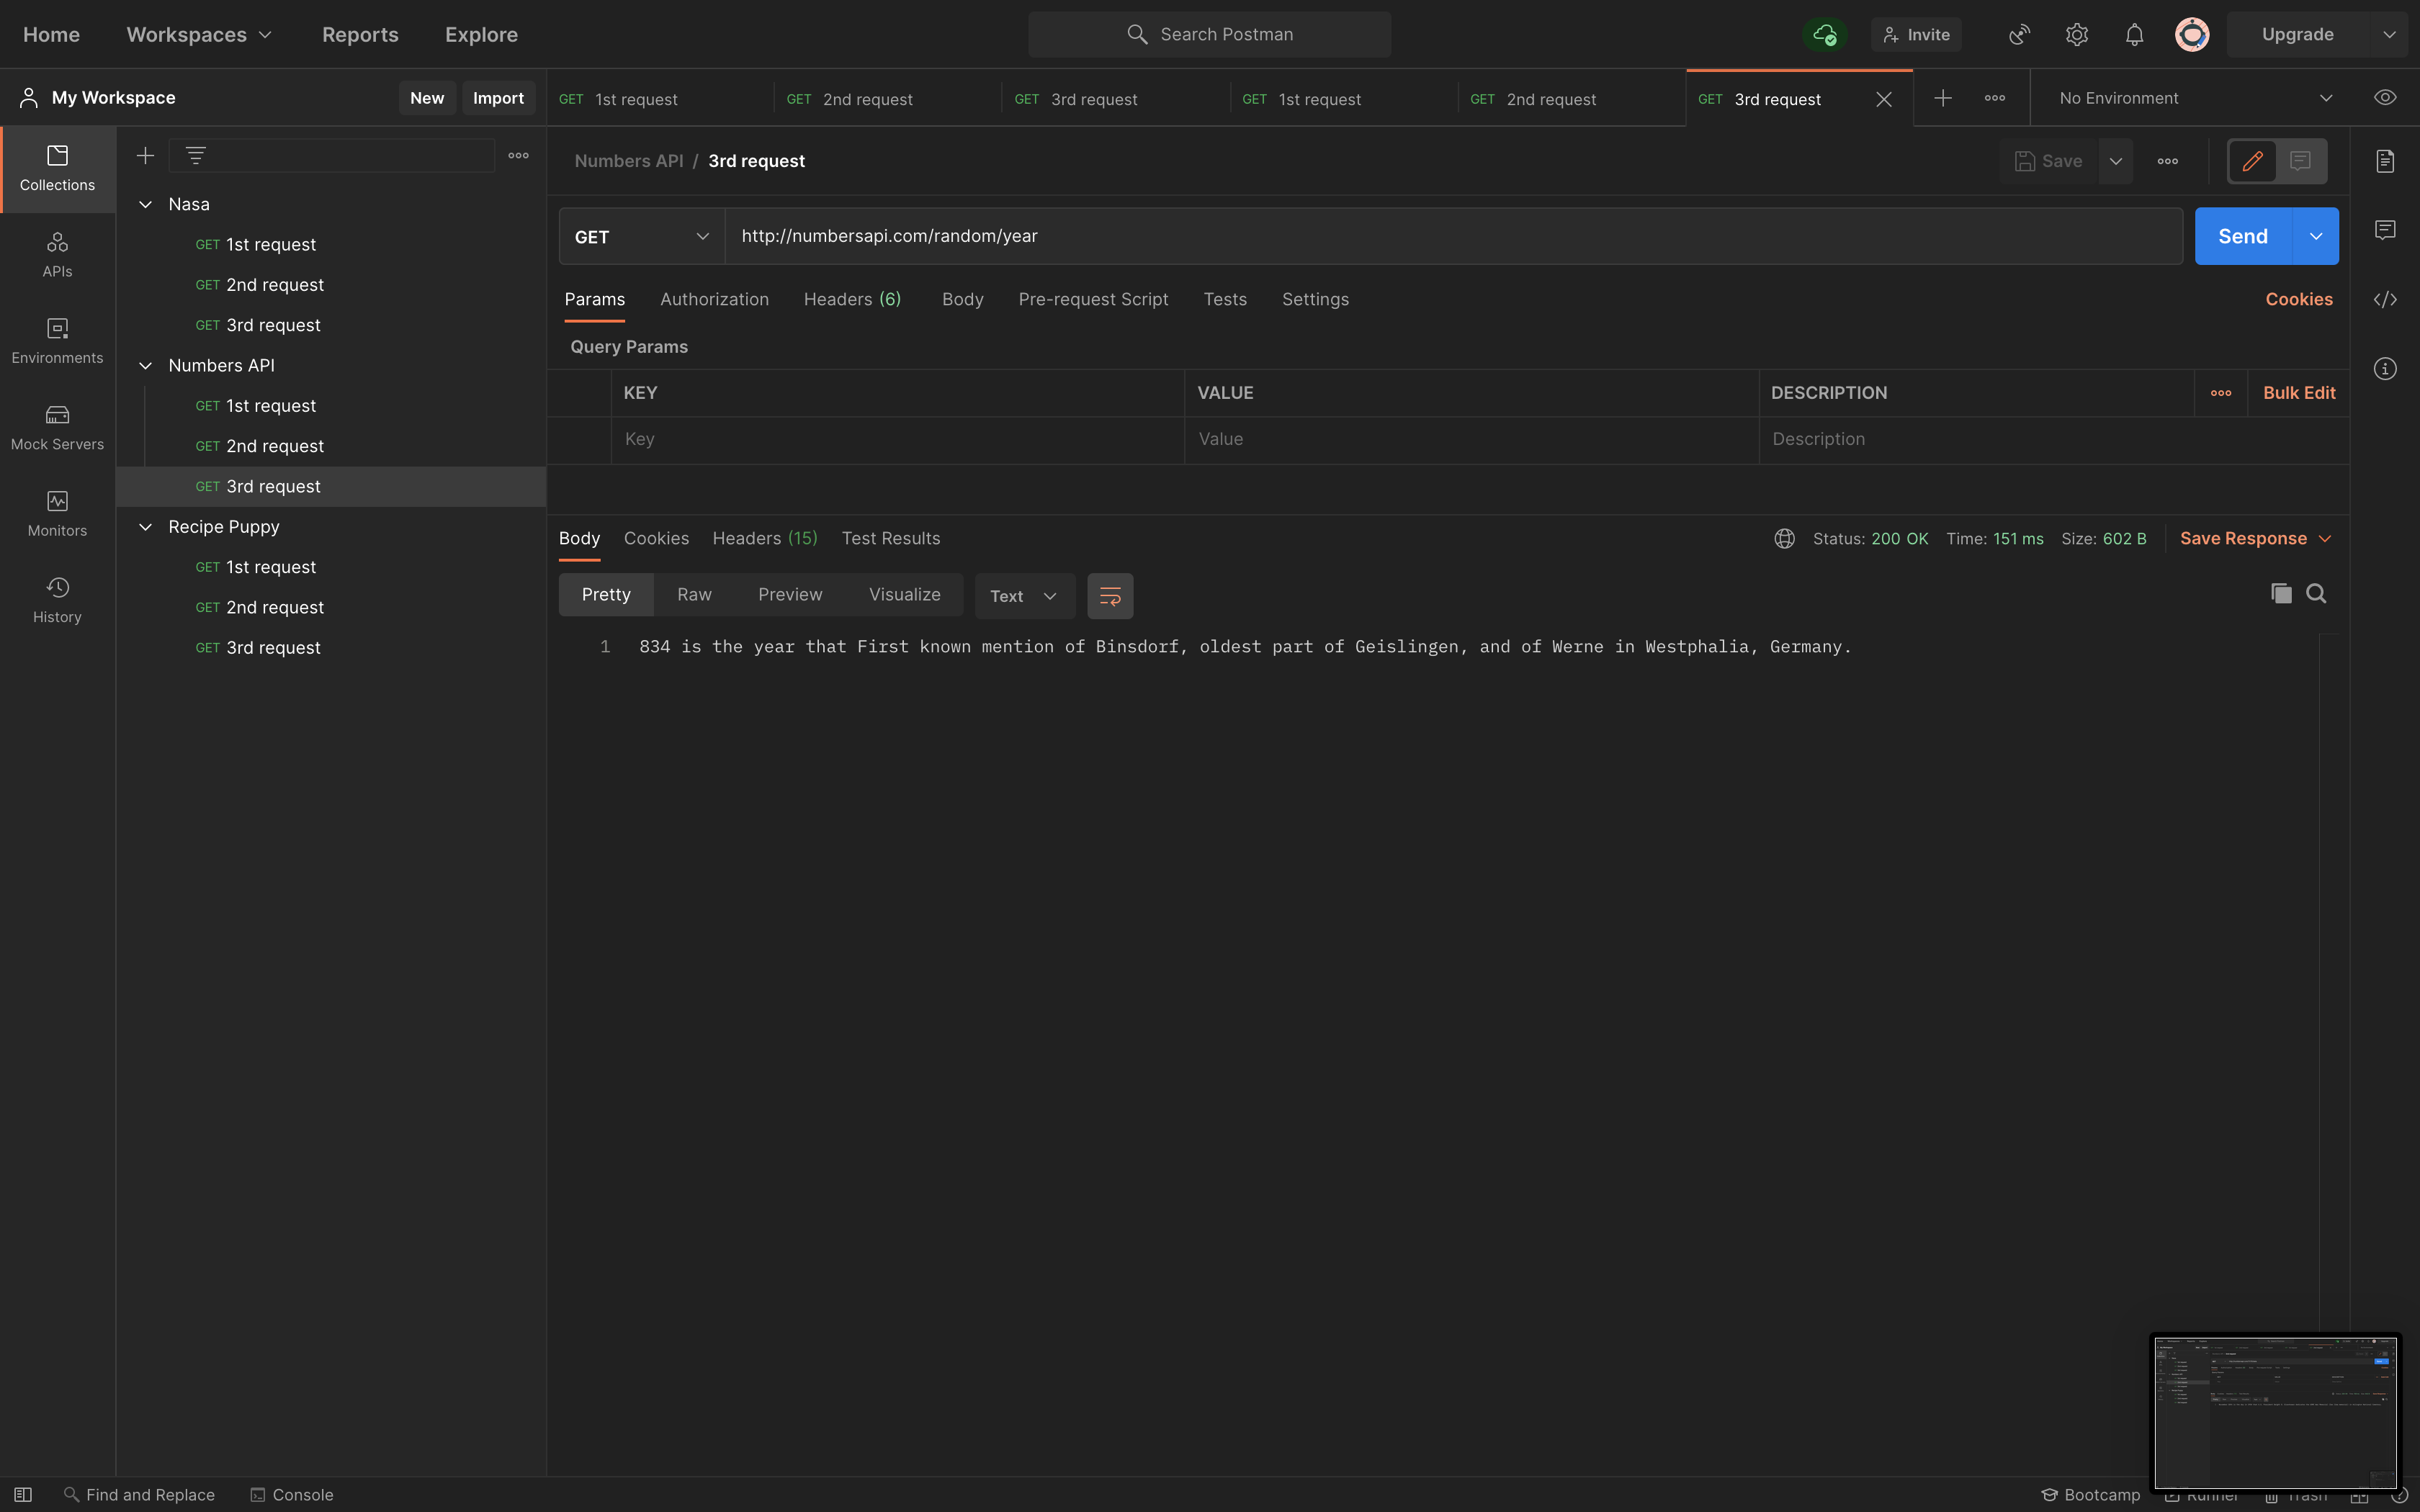 Home Workspaces Reports Explore Search Postman Invite Upgrade
My Workspace New Import GET 1st request GET 2nd request GET 3rd request GET 1st request GET 2nd request GET 3rd request No Environment
Collections
APIs
Environments
Mock Servers
Monitors
History
Nasa
GET 1st request
GET 2nd request
GET 3rd request
Numbers API
GET 1st request
GET 2nd request
GET 3rd request
Recipe Puppy
GET 1st request
GET 2nd request
GET 3rd request
Numbers API / 3rd request Save
GET http://numbersapi.com/random/year Send
Params Authorization Headers (6) Body Pre-request Script Tests Settings Cookies
Query Params
KEY VALUE DESCRIPTION Bulk Edit
Key Value Description
Body Cookies Headers (15) Test Results Status: 200 OK Time: 151 ms Size: 602 B Save Response
Pretty Raw Preview Visualize Text
1 834 is the year that First known mention of Binsdorf, oldest part of Geislingen, and of Werne in Westphalia, Germany.
Find and Replace Console Bootcamp Runner Trash